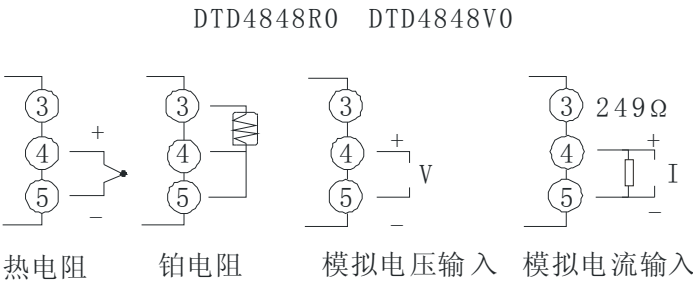 DTD4848R0 DTD4848V0
3 3 3 3 249Ω
+ + +
4 4 4 4
V I
5 5 5 5
− − −
热电阻 铂电阻 模拟电压输入 模拟电流输入